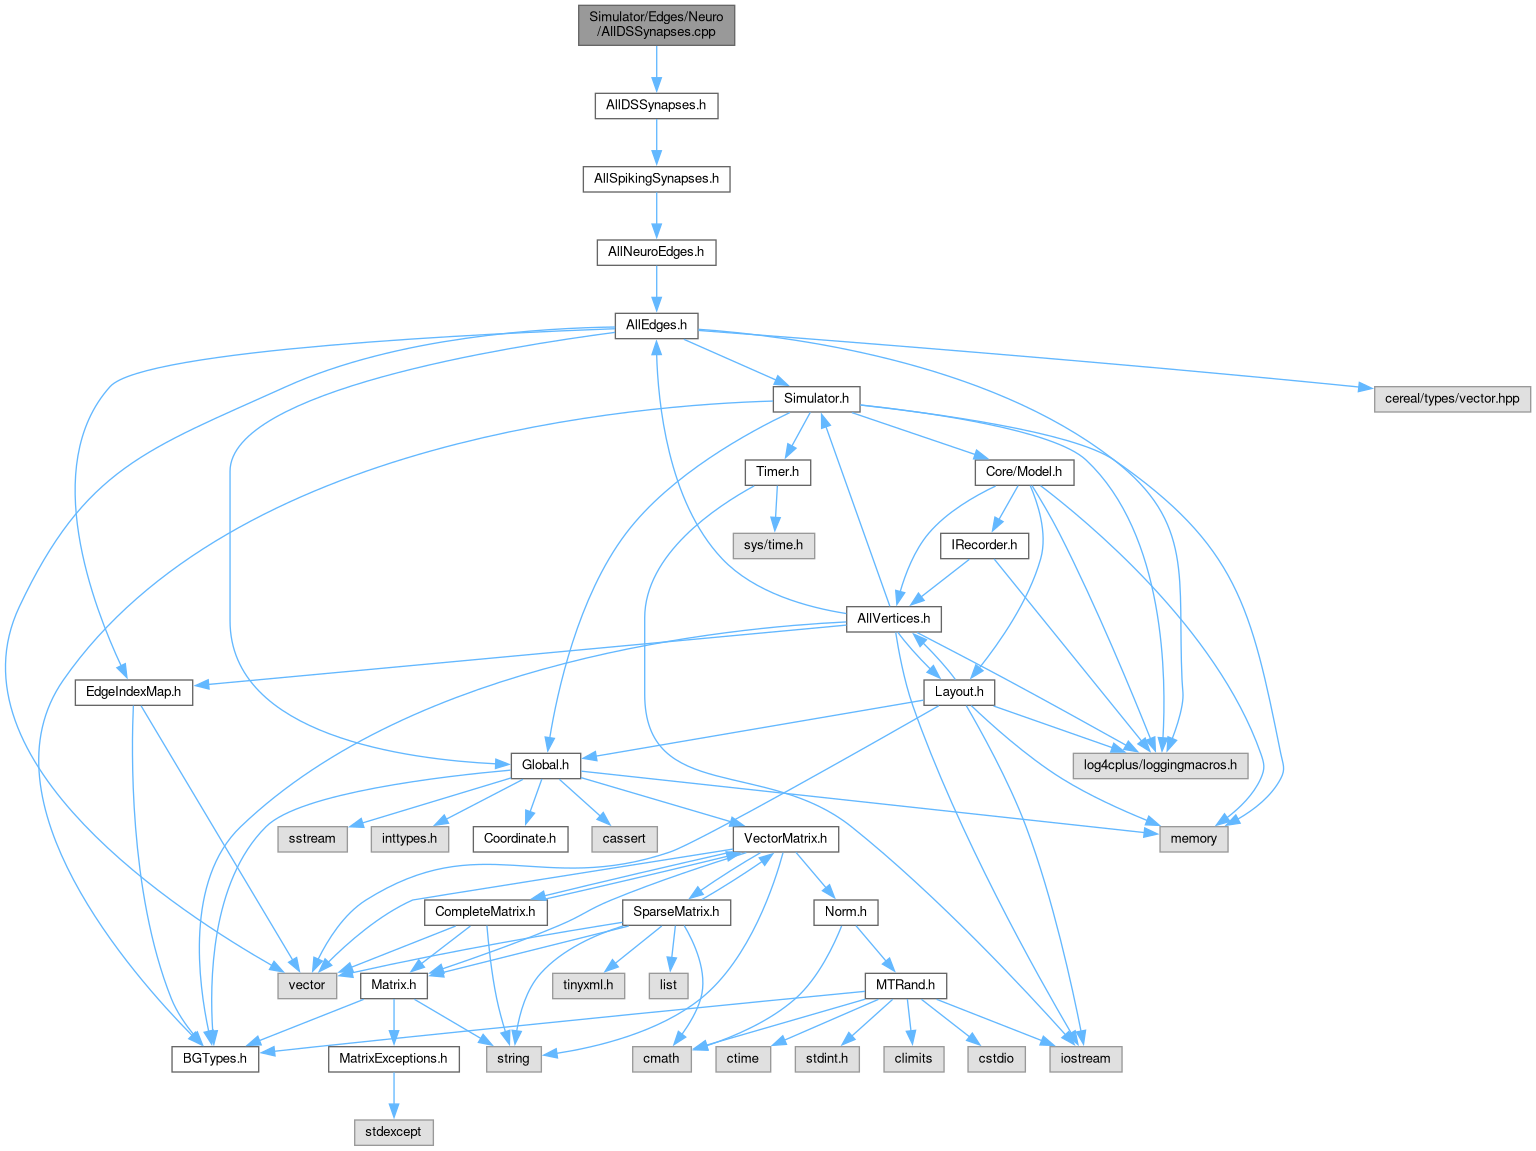 Simulator/Edges/Neuro
/AllDSSynapses.cpp
AllDSSynapses.h
AllSpikingSynapses.h
AllNeuroEdges.h
AllEdges.h
Simulator.h
cereal/types/vector.hpp
Timer.h
Core/Model.h
sys/time.h
IRecorder.h
AllVertices.h
EdgeIndexMap.h
Layout.h
Global.h
log4cplus/loggingmacros.h
sstream
inttypes.h
Coordinate.h
cassert
VectorMatrix.h
memory
CompleteMatrix.h
SparseMatrix.h
Norm.h
vector
Matrix.h
tinyxml.h
list
MTRand.h
BGTypes.h
MatrixExceptions.h
string
cmath
ctime
stdint.h
climits
cstdio
iostream
stdexcept